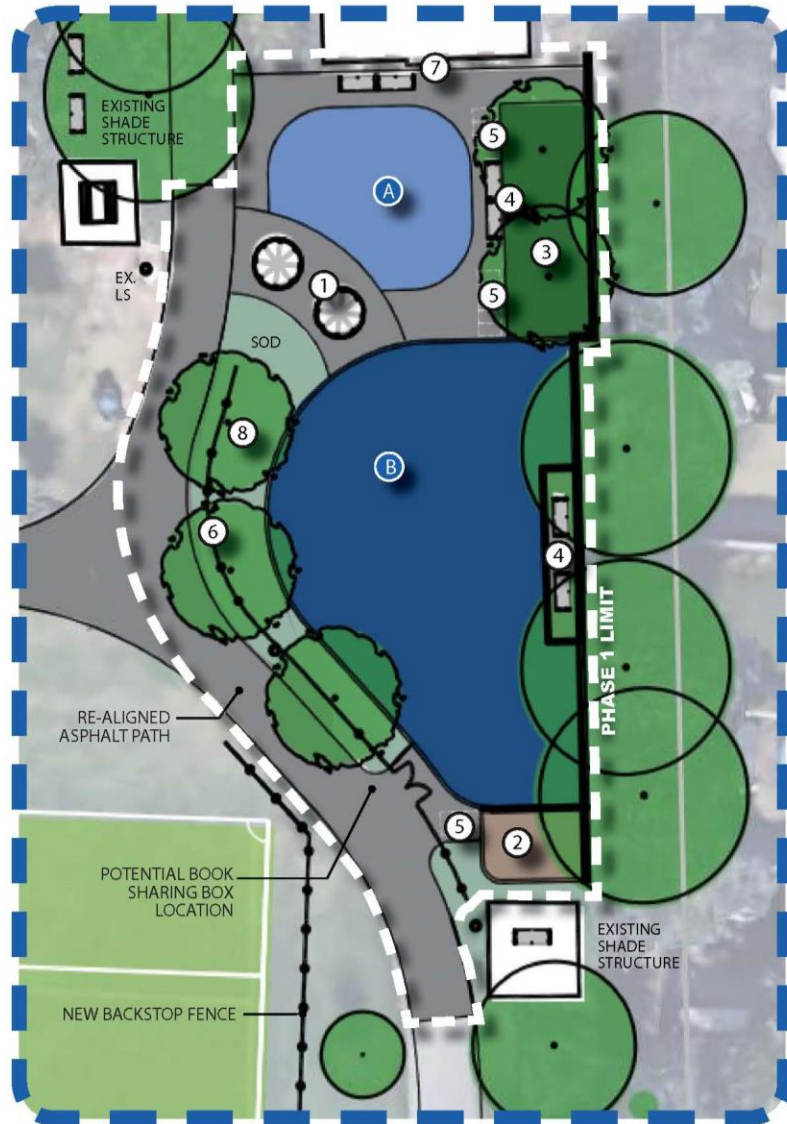 7
EXISTING
SHADE
STRUCTURE
A
5
4
3
EX.
LS
1
5
SOD
8
B
6
4
PHASE 1 LIMIT
RE-ALIGNED
ASPHALT PATH
5
2
POTENTIAL BOOK
SHARING BOX
LOCATION
EXISTING
SHADE
STRUCTURE
NEW BACKSTOP FENCE